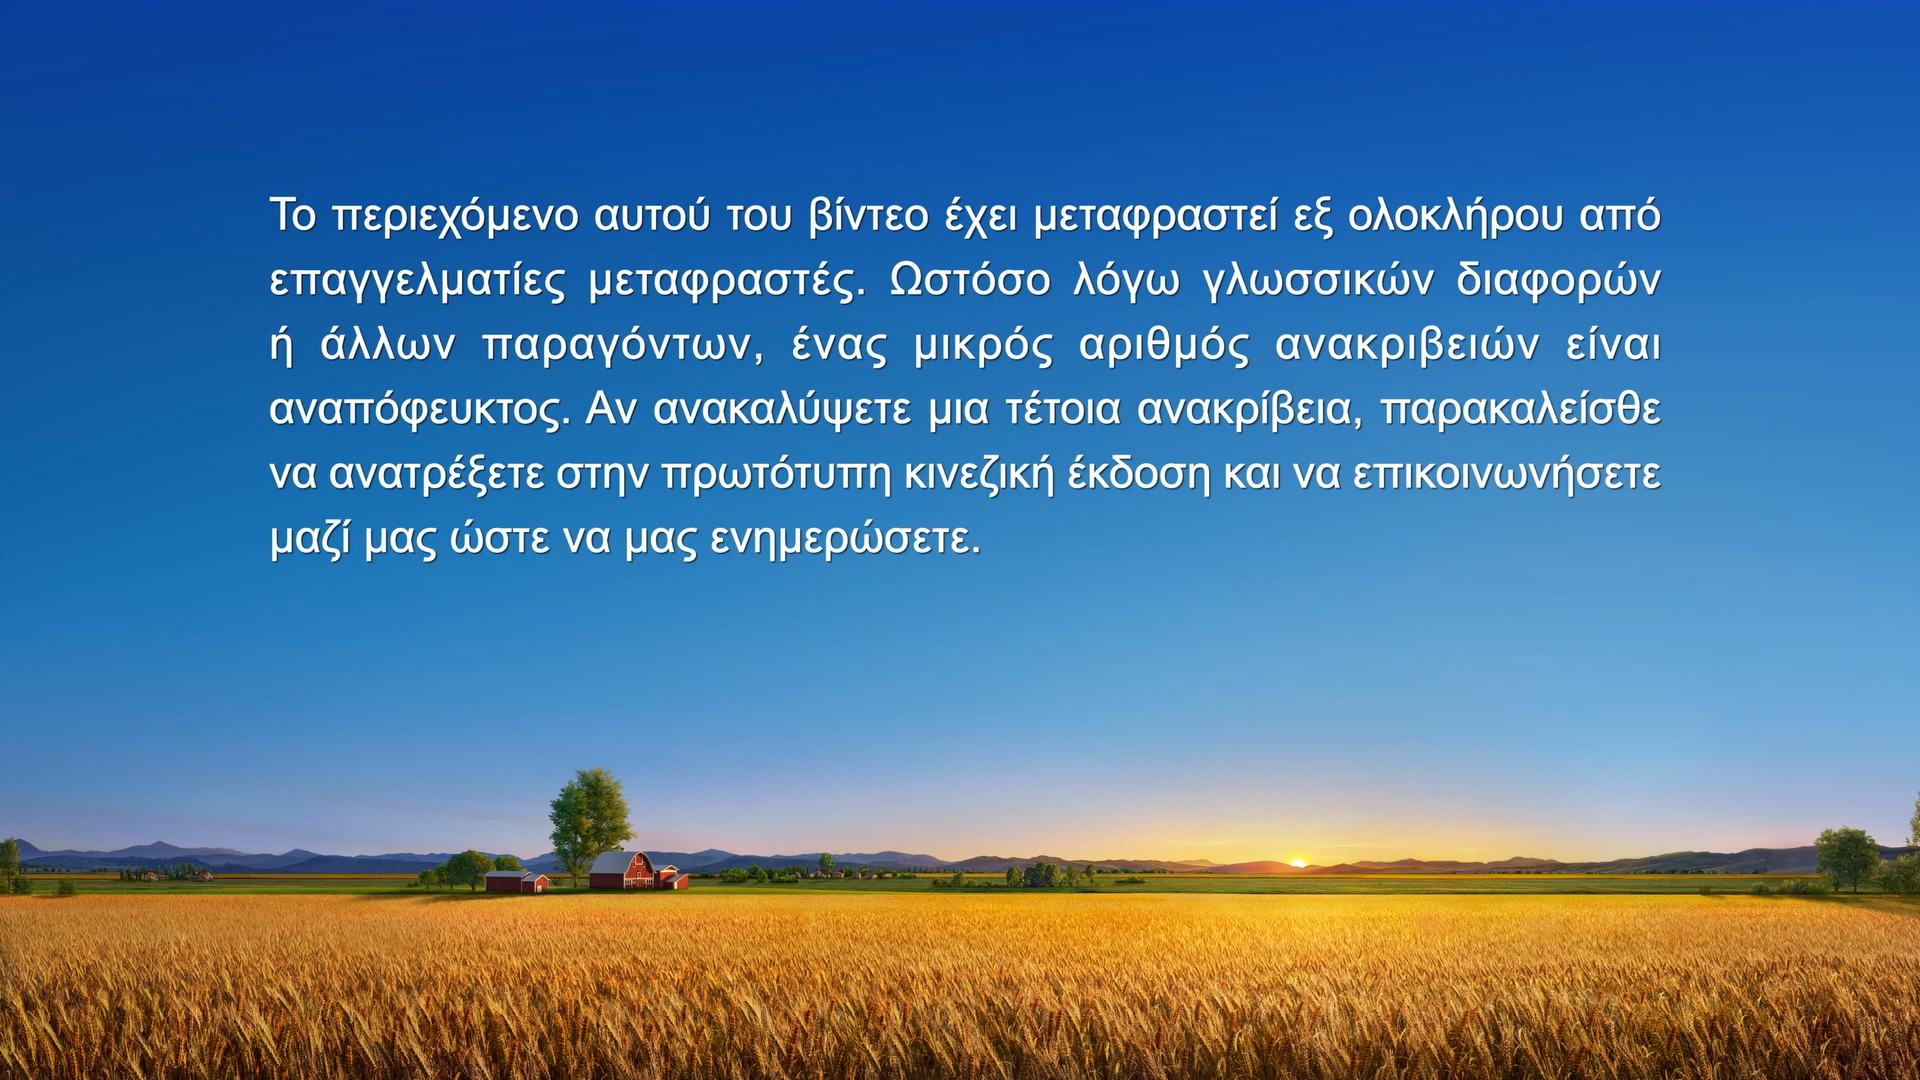 Το περιεχόμενο αυτού του βίντεο έχει μεταφραστεί εξ ολοκλήρου από
επαγγελματίες μεταφραστές. Ωστόσο λόγω γλωσσικών διαφορών
ή άλλων παραγόντων, ένας μικρός αριθμός ανακριβειών είναι
αναπόφευκτος. Αν ανακαλύψετε μια τέτοια ανακρίβεια, παρακαλείσθε
να ανατρέξετε στην πρωτότυπη κινεζική έκδοση και να επικοινωνήσετε
μαζί μας ώστε να μας ενημερώσετε.